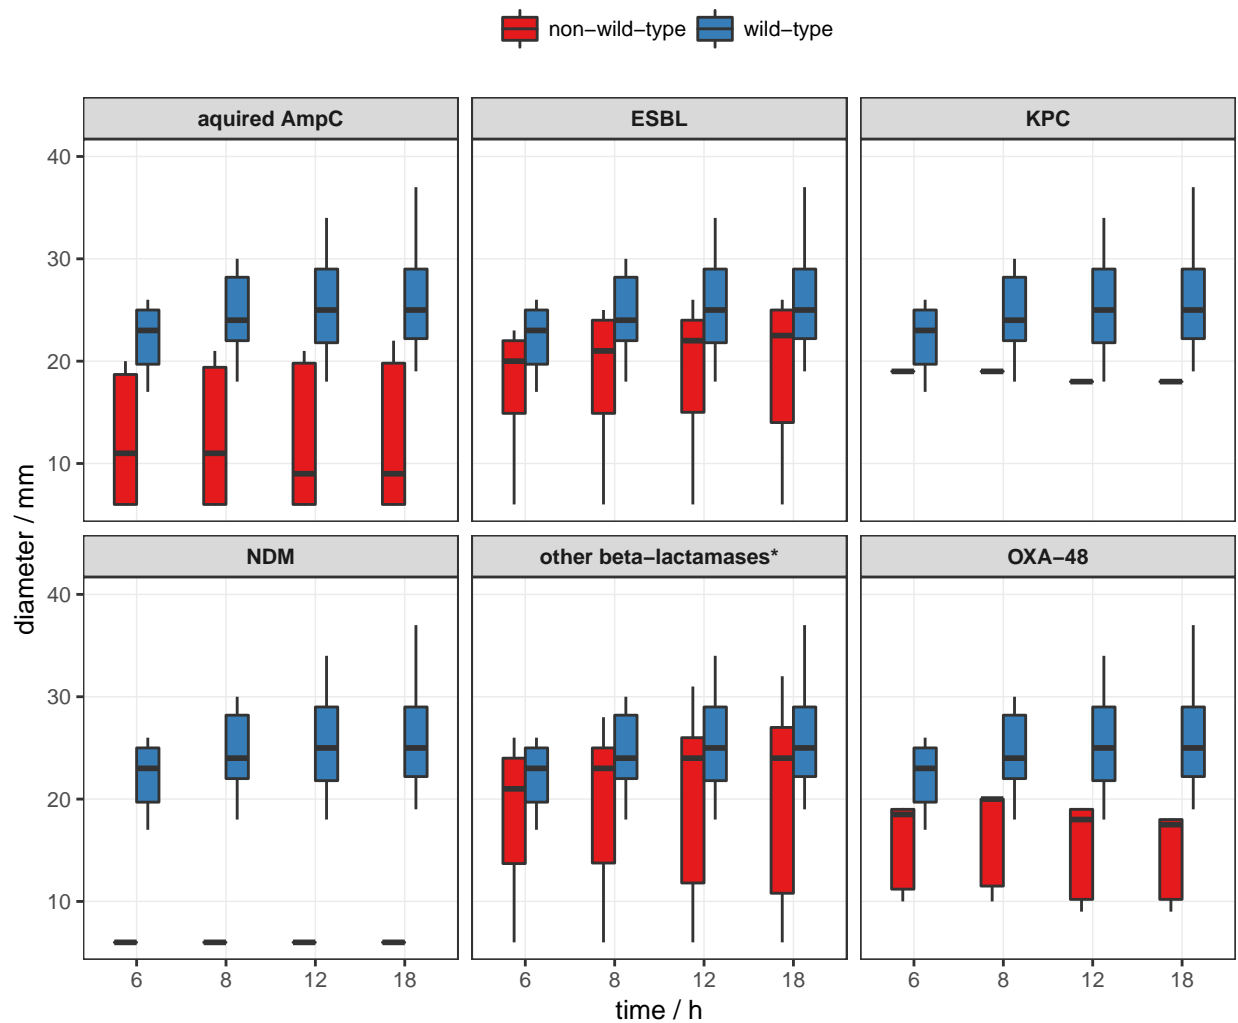 non−wild−type wild−type
aquired AmpC ESBL KPC
40
30
20
10
NDM other beta−lactamases* OXA−48
40
30
20
10
diameter / mm
6 8 12 18 6 8 12 18 6 8 12 18
time / h